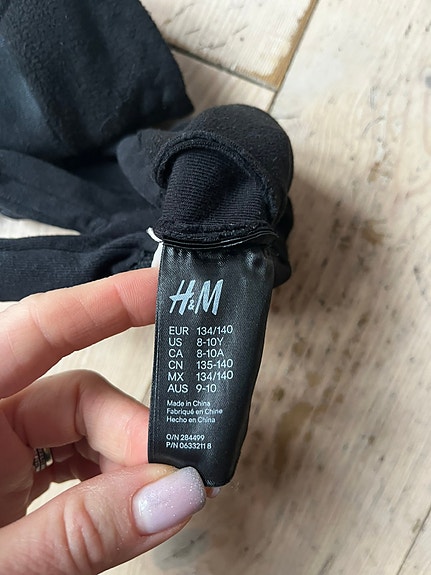 H&M
EUR 134/140
US 8-10Y
CA 8-10A
CN 135-140
MX 134/140
AUS 9-10
Made in China
Fabriqué en Chine
Hecho en China
O/N 284499
P/N 0633211 8